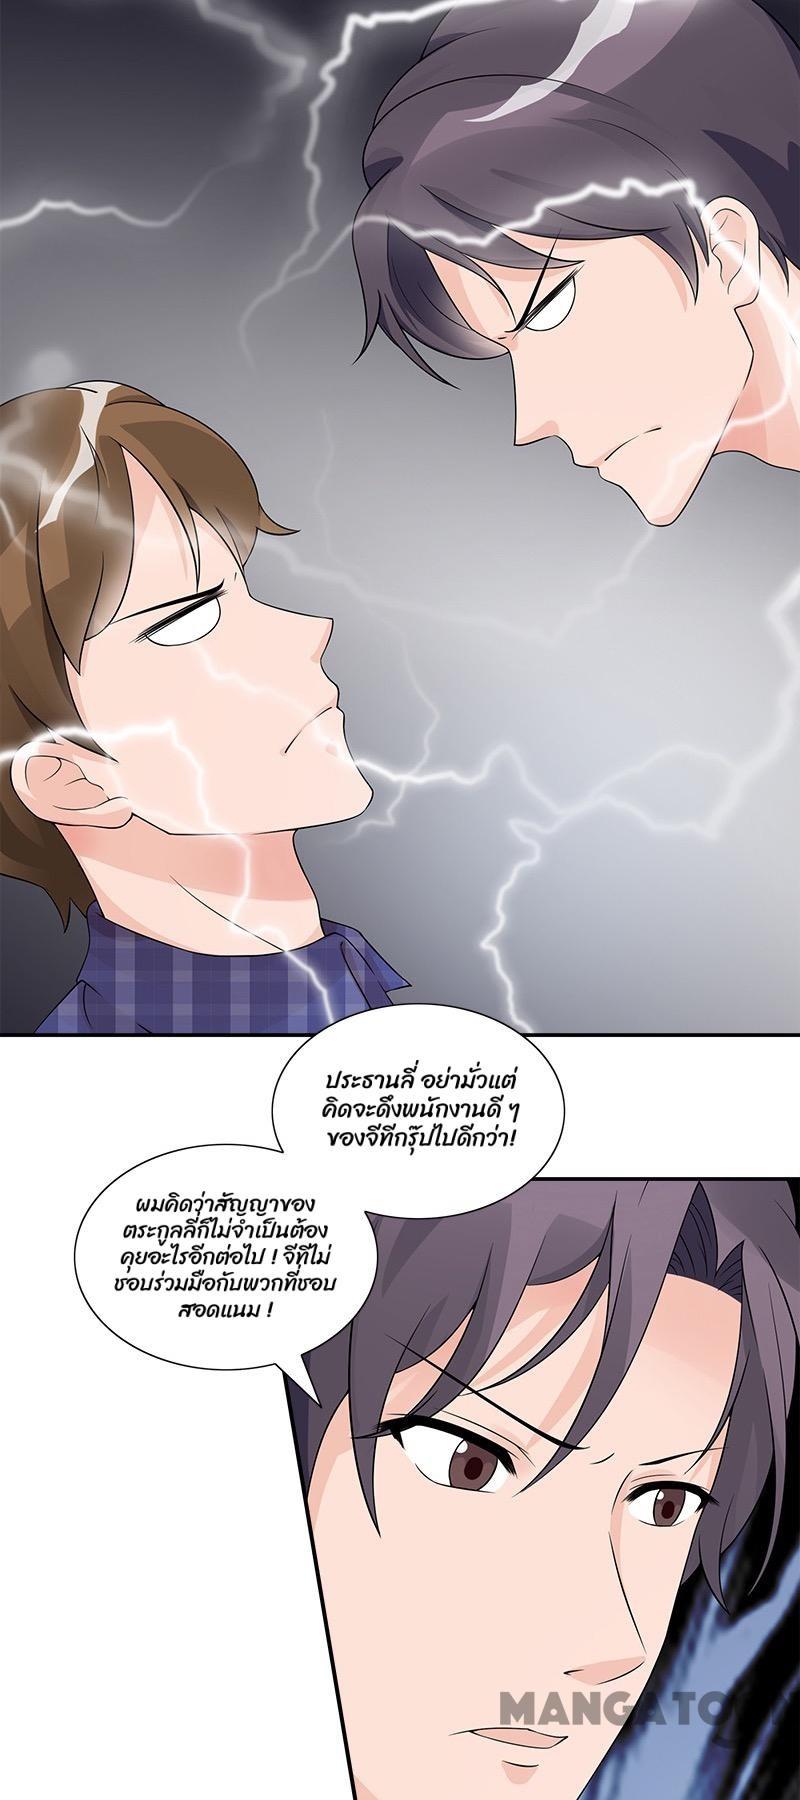 ประธานลี่ อย่ามัวแต่
คิดจะดึงพนักงานดี ๆ
ของจีทีกรุ๊ปไปดีกว่า!
ผมคิดว่าสัญญาของ
ตระกูลลี่ก็ไม่จำเป็นต้อง
คุยอะไรอีกต่อไป ! จีทีไม่
ชอบร่วมมือกับพวกที่ชอบ
สอดแนม !
MANGATOON